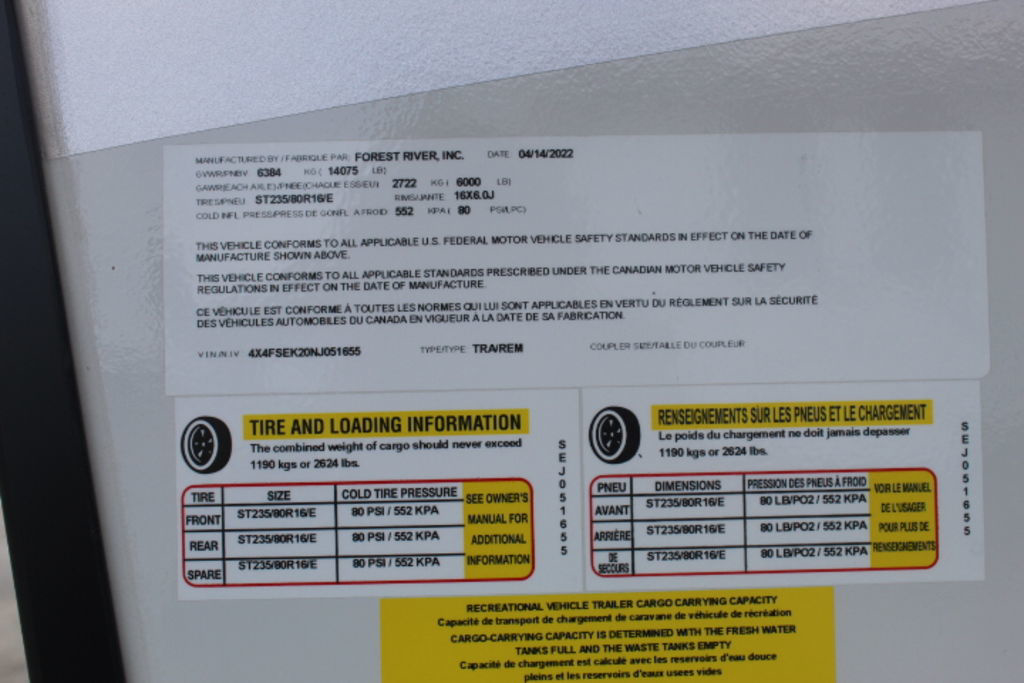 MANUFACTURED BY / FABRIQUE PAR: FOREST RIVER, INC. DATE 04/14/2022
GVWR/PNBV 6384 KG ( 14075 LB)
GAWR(EACH AXLE)/PNBE(CHAQUE ESSIEU) 2722 KG ( 6000 LB)
TIRES/PNEU ST235/80R16/E RIMS/JANTE 16X6.0J
COLD INFL. PRESS/PRESS DE GONFL. A FROID 552 KPA ( 80 PSI/LPC)
THIS VEHICLE CONFORMS TO ALL APPLICABLE U.S. FEDERAL MOTOR VEHICLE SAFETY STANDARDS IN EFFECT ON THE DATE OF
MANUFACTURE SHOWN ABOVE.
THIS VEHICLE CONFORMS TO ALL APPLICABLE STANDARDS PRESCRIBED UNDER THE CANADIAN MOTOR VEHICLE SAFETY
REGULATIONS IN EFFECT ON THE DATE OF MANUFACTURE.
CE VÉHICULE EST CONFORME À TOUTES LES NORMES QUI LUI SONT APPLICABLES EN VERTU DU RÈGLEMENT SUR LA SÉCURITÉ
DES VÉHICULES AUTOMOBILES DU CANADA EN VIGUEUR À LA DATE DE SA FABRICATION.
V I N / N I V 4X4FSEK20NJ051655 TYPE/TYPE TRA/REM COUPLER SIZE/TAILLE DU COUPLEUR
TIRE AND LOADING INFORMATION
The combined weight of cargo should never exceed
1190 kgs or 2624 lbs.
TIRE SIZE COLD TIRE PRESSURE
FRONT ST235/80R16/E 80 PSI / 552 KPA
REAR ST235/80R16/E 80 PSI / 552 KPA
SPARE ST235/80R16/E 80 PSI / 552 KPA
SEE OWNER'S
MANUAL FOR
ADDITIONAL
INFORMATION
SEJ051655
RENSEIGNEMENTS SUR LES PNEUS ET LE CHARGEMENT
Le poids du chargement ne doit jamais depasser
1190 kgs or 2624 lbs.
PNEU DIMENSIONS PRESSION DES PNEUS À FROID
AVANT ST235/80R16/E 80 LB/PO2 / 552 KPA
ARRIÈRE ST235/80R16/E 80 LB/PO2 / 552 KPA
DE SECOURS ST235/80R16/E 80 LB/PO2 / 552 KPA
VOIR LE MANUEL
DE L'USAGER
POUR PLUS DE
RENSEIGNEMENTS
SEJ051655
RECREATIONAL VEHICLE TRAILER CARGO CARRYING CAPACITY
Capacité de transport de chargement de caravane de véhicule de récréation
CARGO-CARRYING CAPACITY IS DETERMINED WITH THE FRESH WATER
TANKS FULL AND THE WASTE TANKS EMPTY
Capacité de chargement est calculé avec les reservoirs d'eau douce
pleins et les reservoirs d'eaux usees vides